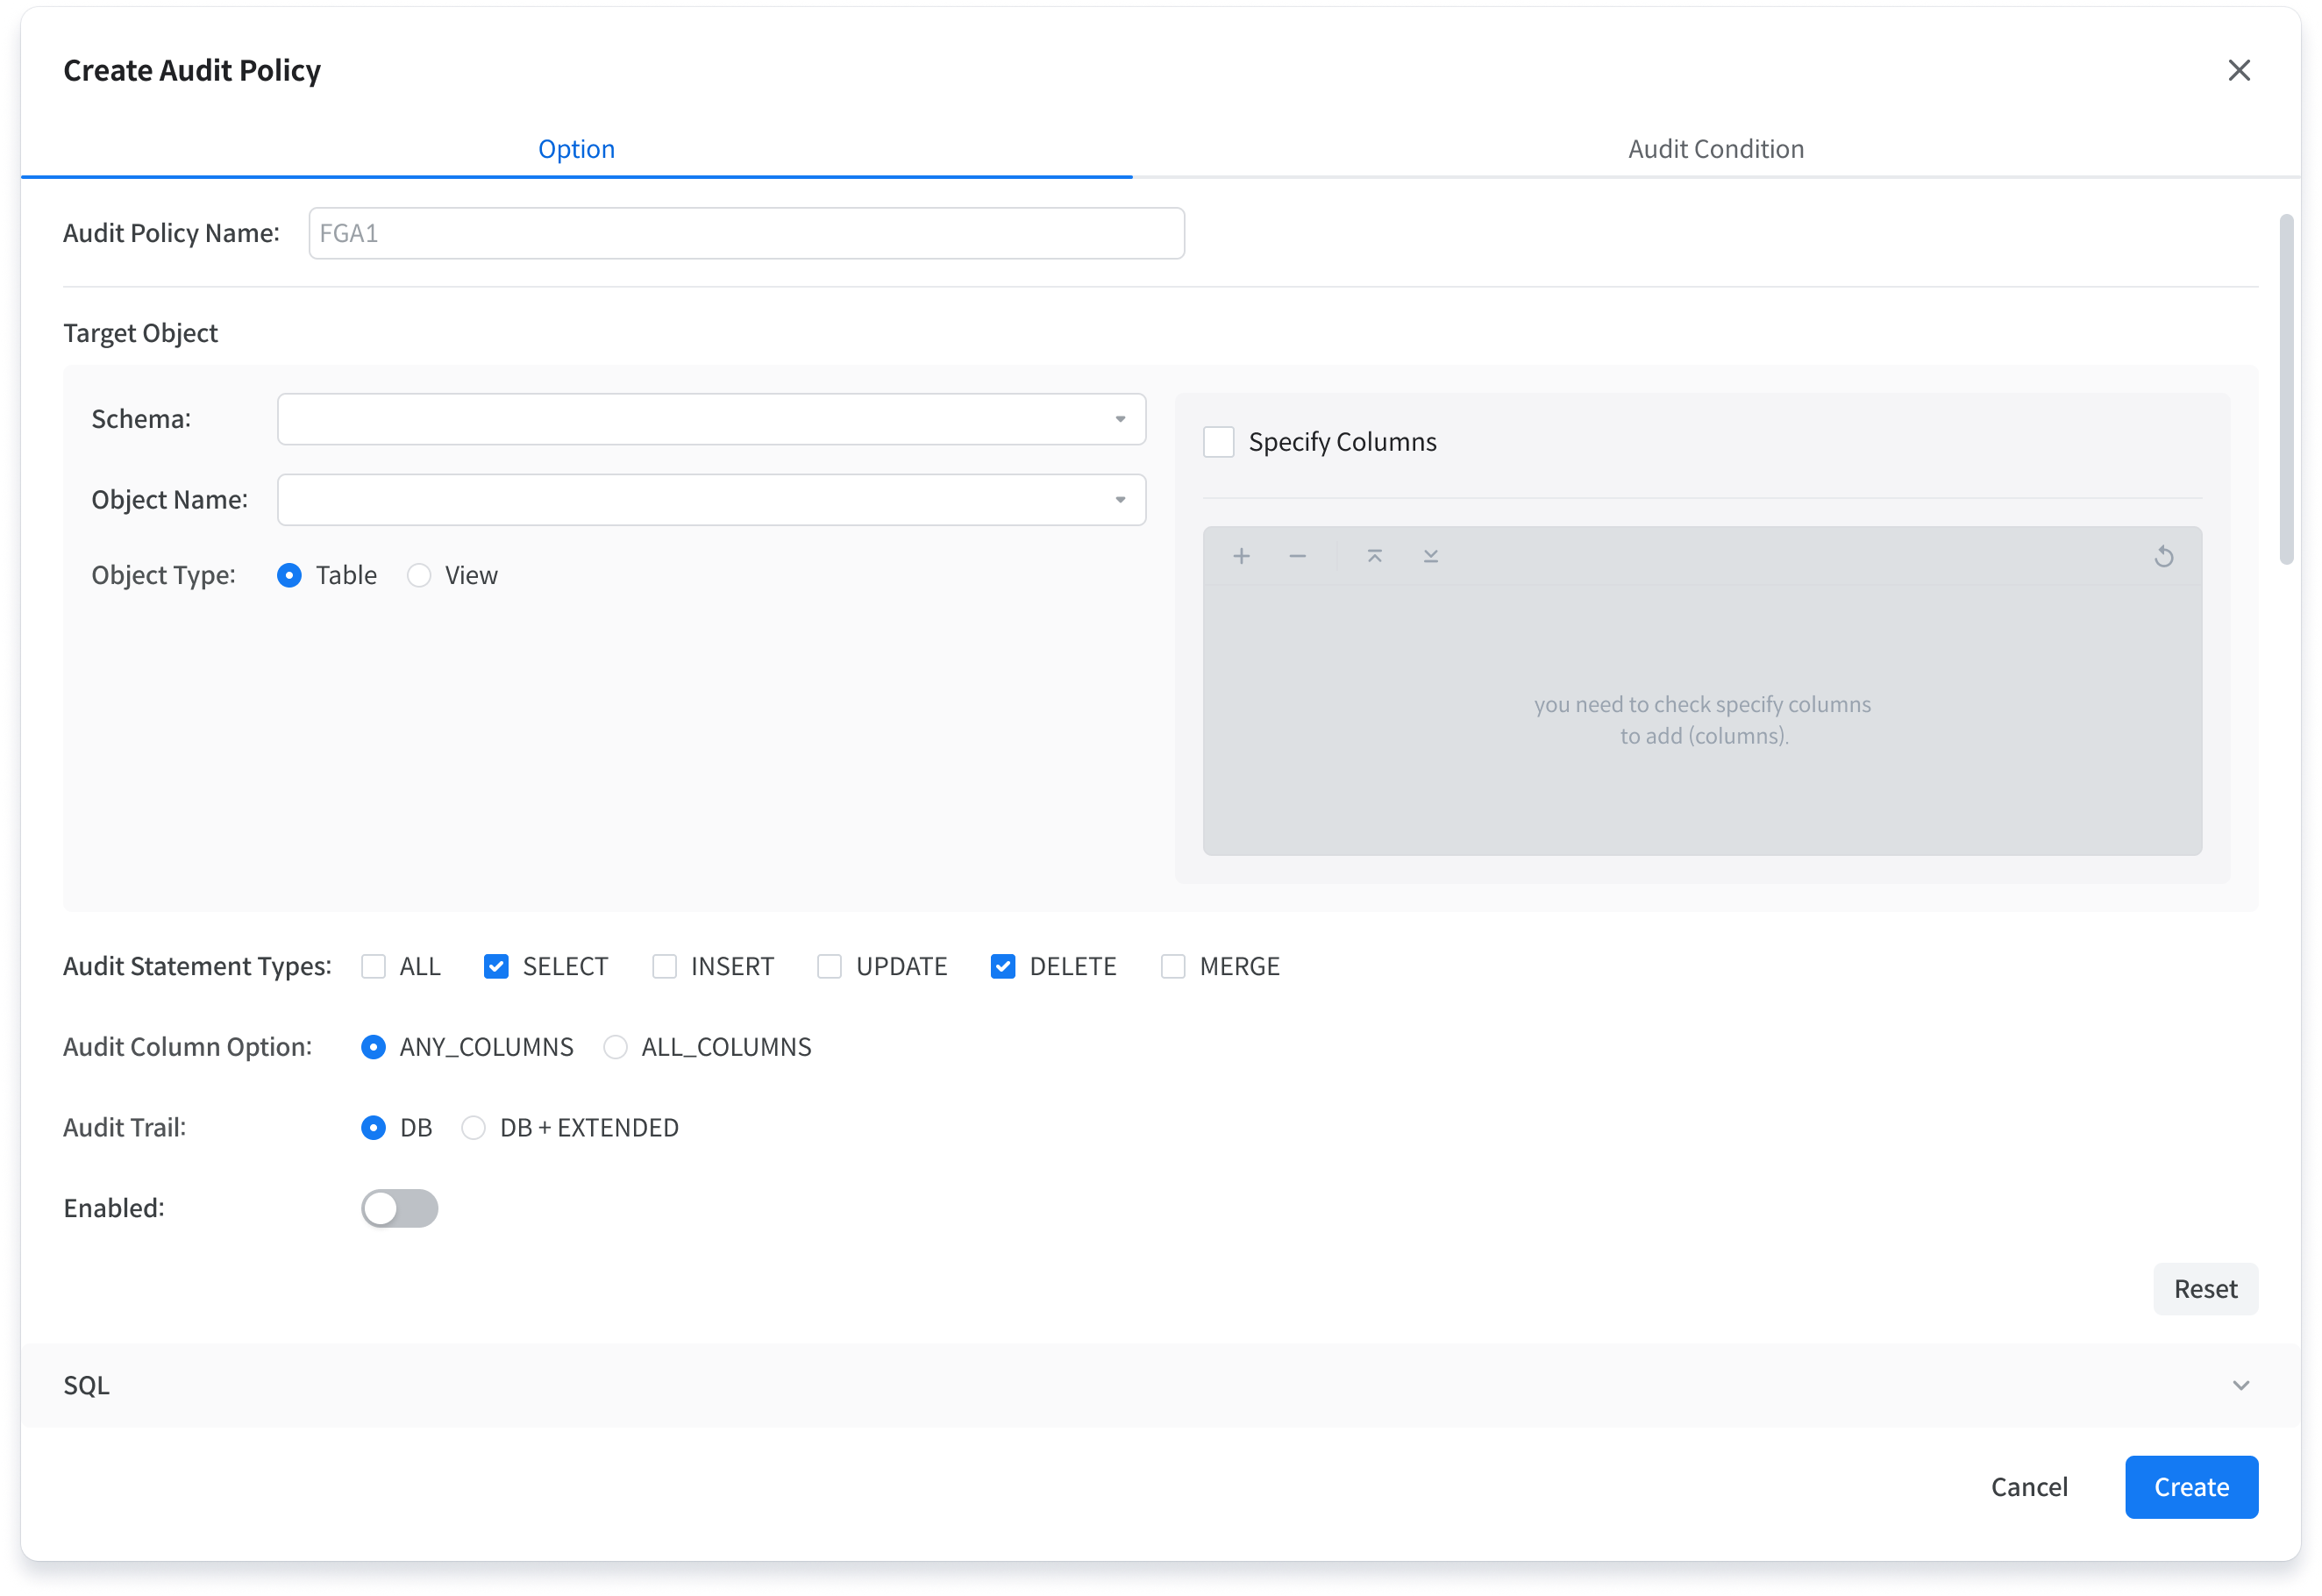 Create Audit Policy
Option
Audit Condition
Audit Policy Name: FGA1
Target Object
Schema:
Object Name:
Object Type: Table View
Specify Columns
you need to check specify columns
to add (columns).
Audit Statement Types: ALL SELECT INSERT UPDATE DELETE MERGE
Audit Column Option: ANY_COLUMNS ALL_COLUMNS
Audit Trail: DB DB + EXTENDED
Enabled:
Reset
SQL
Cancel Create